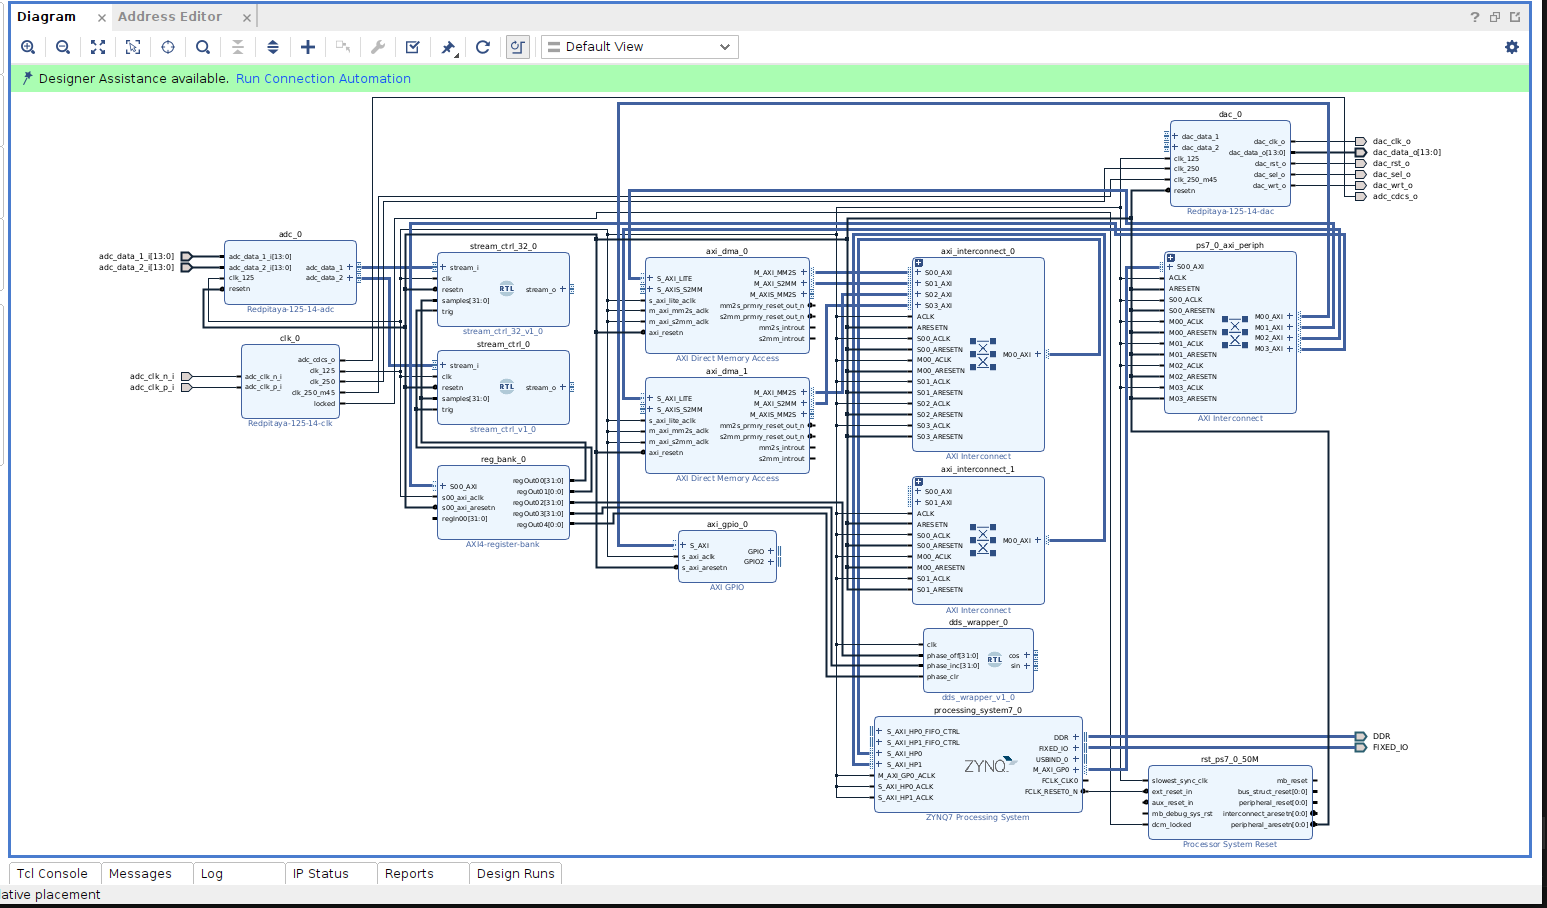 Diagram
Address Editor
Default View
Designer Assistance available. Run Connection Automation
dac_0
dac_data_1
dac_data_2
clk_125
clk_250
clk_250_m45
resetn
dac_clk_o
dac_data_o[13:0]
dac_rst_o
dac_sel_o
dac_wrt_o
Redpitaya-125-14-dac
dac_clk_o
dac_data_o[13:0]
dac_rst_o
dac_sel_o
dac_wrt_o
adc_cdcs_o
adc_data_1_i[13:0]
adc_data_2_i[13:0]
adc_0
adc_data_1_i[13:0]
adc_data_2_i[13:0]
clk_125
resetn
adc_data_1
adc_data_2
Redpitaya-125-14-adc
adc_clk_n_i
adc_clk_p_i
clk_0
adc_clk_n_i
adc_clk_p_i
adc_cdcs_o
clk_125
clk_250
clk_250_m45
locked
Redpitaya-125-14-clk
stream_ctrl_32_0
stream_i
clk
resetn
samples[31:0]
trig
RTL
stream_o
stream_ctrl_32_v1_0
stream_ctrl_0
stream_i
clk
resetn
samples[31:0]
trig
RTL
stream_o
stream_ctrl_v1_0
reg_bank_0
S00_AXI
s00_axi_aclk
s00_axi_aresetn
regIn00[31:0]
regOut00[31:0]
regOut01[0:0]
regOut02[31:0]
regOut03[31:0]
regOut04[0:0]
AXI4-register-bank
axi_dma_0
S_AXI_LITE
S_AXIS_S2MM
s_axi_lite_aclk
m_axi_mm2s_aclk
m_axi_s2mm_aclk
axi_resetn
M_AXI_MM2S
M_AXI_S2MM
M_AXIS_MM2S
mm2s_prmry_reset_out_n
s2mm_prmry_reset_out_n
mm2s_introut
s2mm_introut
AXI Direct Memory Access
axi_dma_1
S_AXI_LITE
S_AXIS_S2MM
s_axi_lite_aclk
m_axi_mm2s_aclk
m_axi_s2mm_aclk
axi_resetn
M_AXI_MM2S
M_AXI_S2MM
M_AXIS_MM2S
mm2s_prmry_reset_out_n
s2mm_prmry_reset_out_n
mm2s_introut
s2mm_introut
AXI Direct Memory Access
axi_gpio_0
S_AXI
s_axi_aclk
s_axi_aresetn
GPIO
GPIO2
AXI GPIO
axi_interconnect_0
S00_AXI
S01_AXI
S02_AXI
S03_AXI
ACLK
ARESETN
S00_ACLK
S00_ARESETN
M00_ACLK
M00_ARESETN
S01_ACLK
S01_ARESETN
S02_ACLK
S02_ARESETN
S03_ACLK
S03_ARESETN
M00_AXI
AXI Interconnect
axi_interconnect_1
S00_AXI
S01_AXI
ACLK
ARESETN
S00_ACLK
S00_ARESETN
M00_ACLK
M00_ARESETN
S01_ACLK
S01_ARESETN
M00_AXI
AXI Interconnect
dds_wrapper_0
clk
phase_off[31:0]
phase_inc[31:0]
phase_clr
RTL
cos
sin
dds_wrapper_v1_0
processing_system7_0
S_AXI_HP0_FIFO_CTRL
S_AXI_HP1_FIFO_CTRL
S_AXI_HP0
S_AXI_HP1
M_AXI_GP0_ACLK
S_AXI_HP0_ACLK
S_AXI_HP1_ACLK
ZYNQ
DDR
FIXED_IO
USBIND_0
M_AXI_GP0
FCLK_CLK0
FCLK_RESET0_N
ZYNQ7 Processing System
ps7_0_axi_periph
S00_AXI
ACLK
ARESETN
S00_ACLK
S00_ARESETN
M00_ACLK
M00_ARESETN
M01_ACLK
M01_ARESETN
M02_ACLK
M02_ARESETN
M03_ACLK
M03_ARESETN
M00_AXI
M01_AXI
M02_AXI
M03_AXI
AXI Interconnect
DDR
FIXED_IO
rst_ps7_0_50M
slowest_sync_clk
ext_reset_in
aux_reset_in
mb_debug_sys_rst
dcm_locked
mb_reset
bus_struct_reset[0:0]
peripheral_reset[0:0]
interconnect_aresetn[0:0]
peripheral_aresetn[0:0]
Processor System Reset
Tcl Console
Messages
Log
IP Status
Reports
Design Runs
lative placement